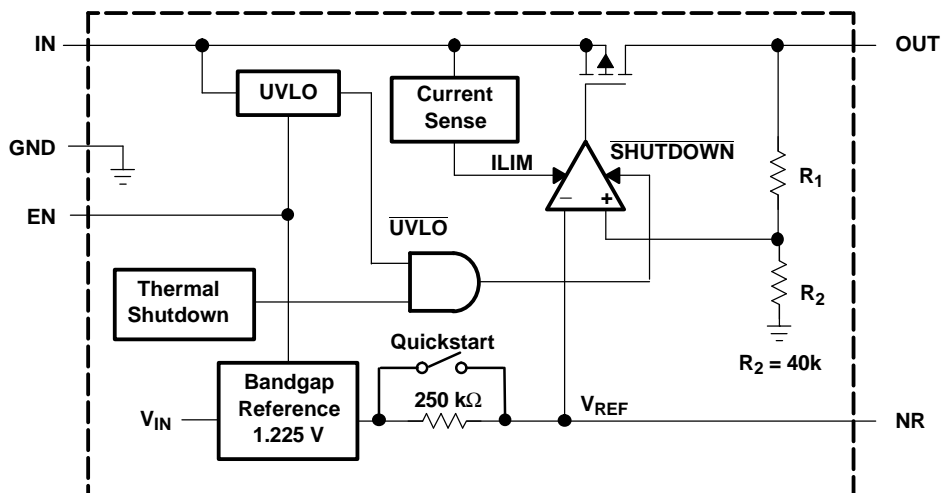 IN
OUT
UVLO
Current
Sense
GND
ILIM
SHUTDOWN
R1
EN
UVLO
− +
Thermal
Shutdown
R2
Quickstart
R2 = 40k
Bandgap
Reference
1.225 V
250 kΩ
VIN
VREF
NR